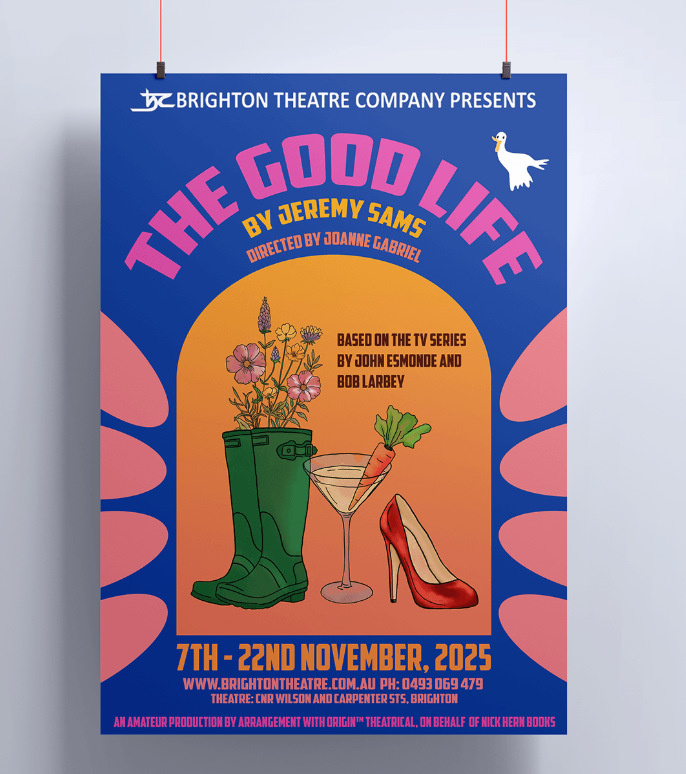 btc BRIGHTON THEATRE COMPANY PRESENTS
THE GOOD LIFE
BY JEREMY SAMS
DIRECTED BY JOANNE GABRIEL
BASED ON THE TV SERIES
BY JOHN ESMONDE AND
BOB LARBEY
7TH - 22ND NOVEMBER, 2025
WWW.BRIGHTONTHEATRE.COM.AU PH: 0493 069 479
THEATRE: CNR WILSON AND CARPENTER STS, BRIGHTON
AN AMATEUR PRODUCTION BY ARRANGEMENT WITH ORIGIN™ THEATRICAL, ON BEHALF OF NICK HERN BOOKS